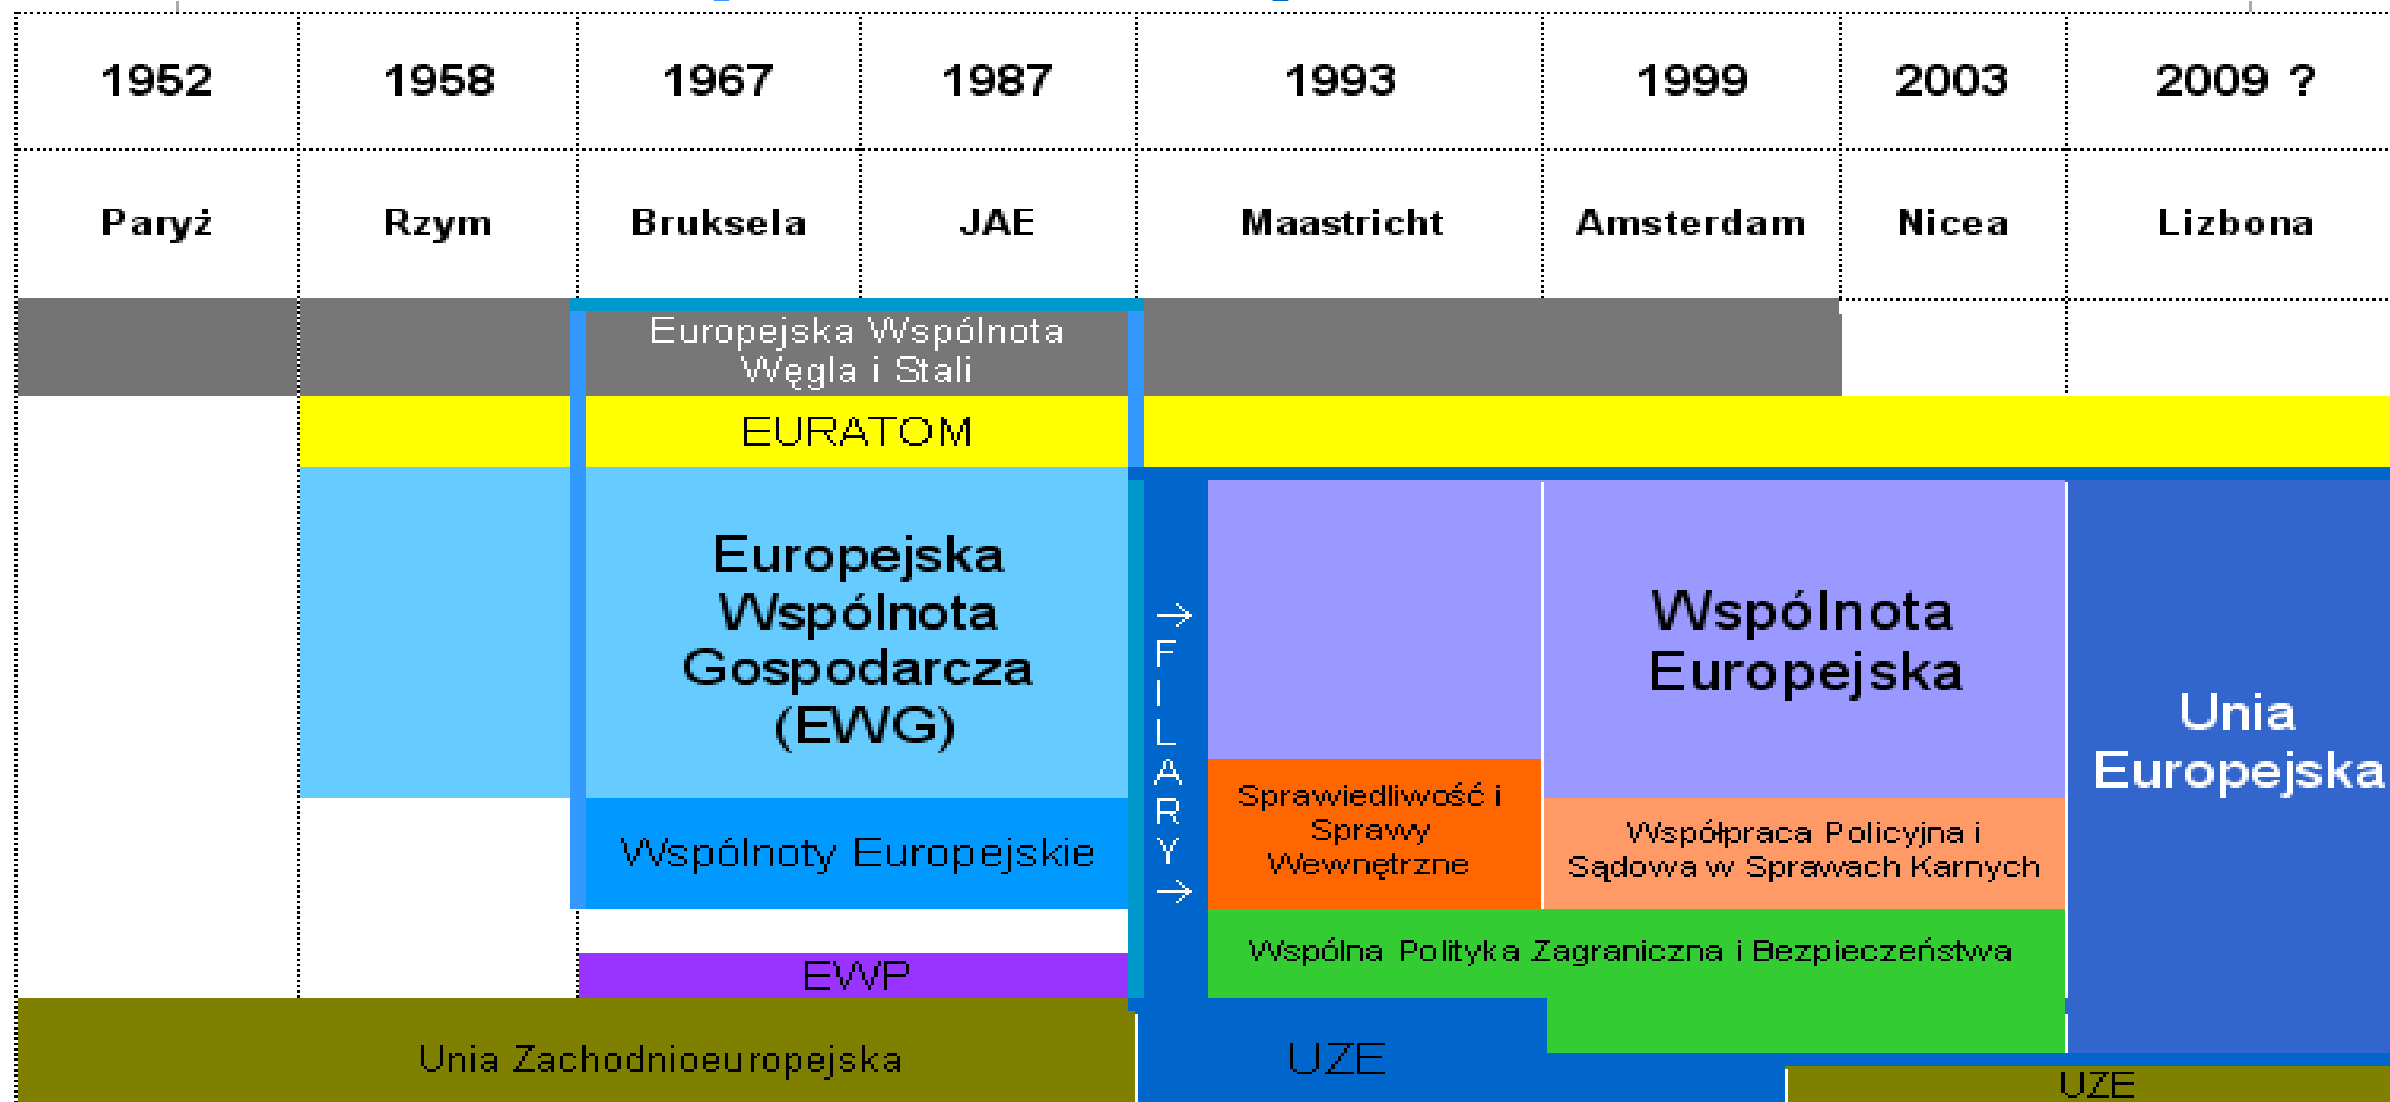 1952
1958
1967
1987
1993
1999
2003
2009 ?
Paryż
Rzym
Bruksela
JAE
Maastricht
Amsterdam
Nicea
Lizbona
Europejska Wspólnota
Węgla i Stali
EURATOM
Europejska
Wspólnota
Gospodarcza
(EWG)
Wspólnoty Europejskie
EWP
→ FILARY →
Sprawiedliwość i
Sprawy
Wewnętrzne
Wspólnota
Europejska
Współpraca Policyjna i
Sądowa w Sprawach Karnych
Wspólna Polityka Zagraniczna i Bezpieczeństwa
Unia
Europejska
Unia Zachodnioeuropejska
UZE
UZE